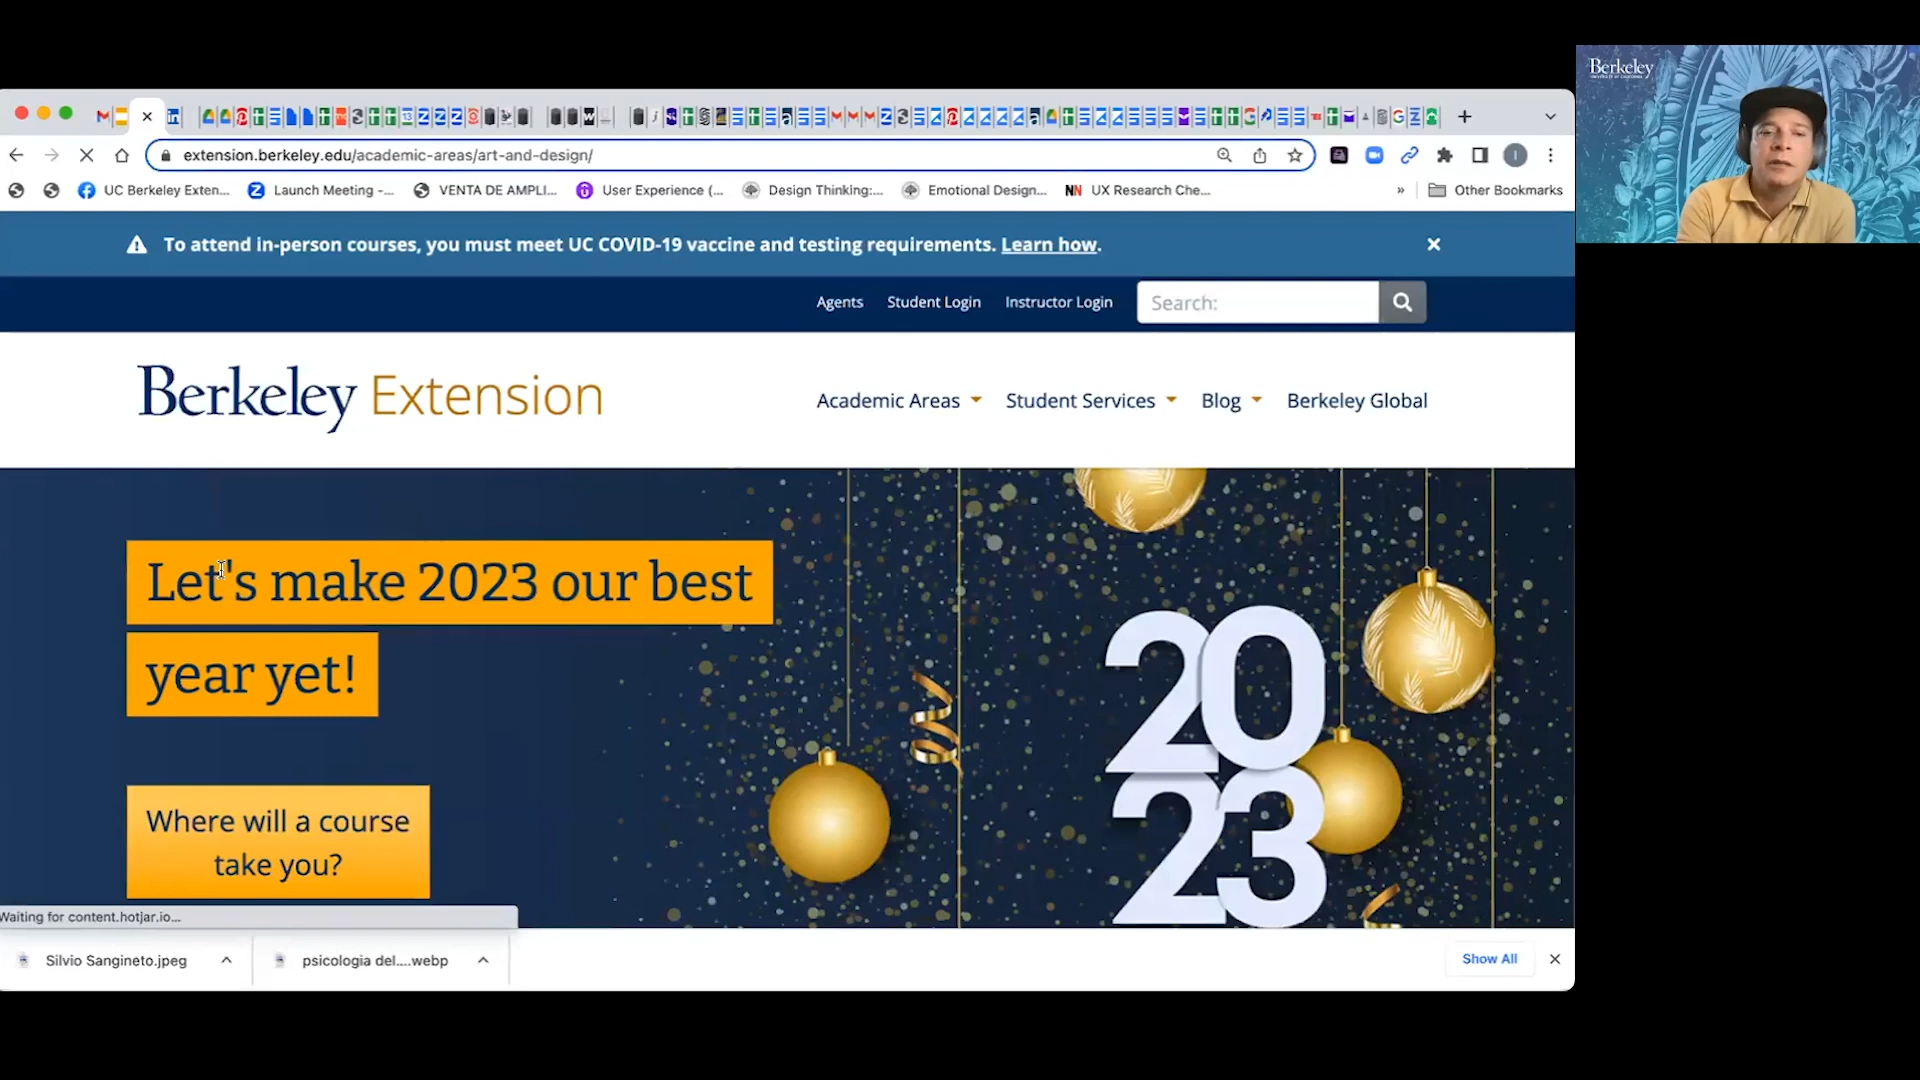 Berkeley
extension.berkeley.edu/academic-areas/art-and-design/
UC Berkeley Exten... Launch Meeting -... VENTA DE AMPLI... User Experience (... Design Thinking:... Emotional Design... NN UX Research Che... » Other Bookmarks
To attend in-person courses, you must meet UC COVID-19 vaccine and testing requirements. Learn how.
Agents Student Login Instructor Login Search:
Berkeley Extension
Academic Areas Student Services Blog Berkeley Global
Let's make 2023 our best
year yet!
20
23
Where will a course
take you?
Waiting for content.hotjar.io...
Silvio Sangineto.jpeg psicologia del....webp Show All